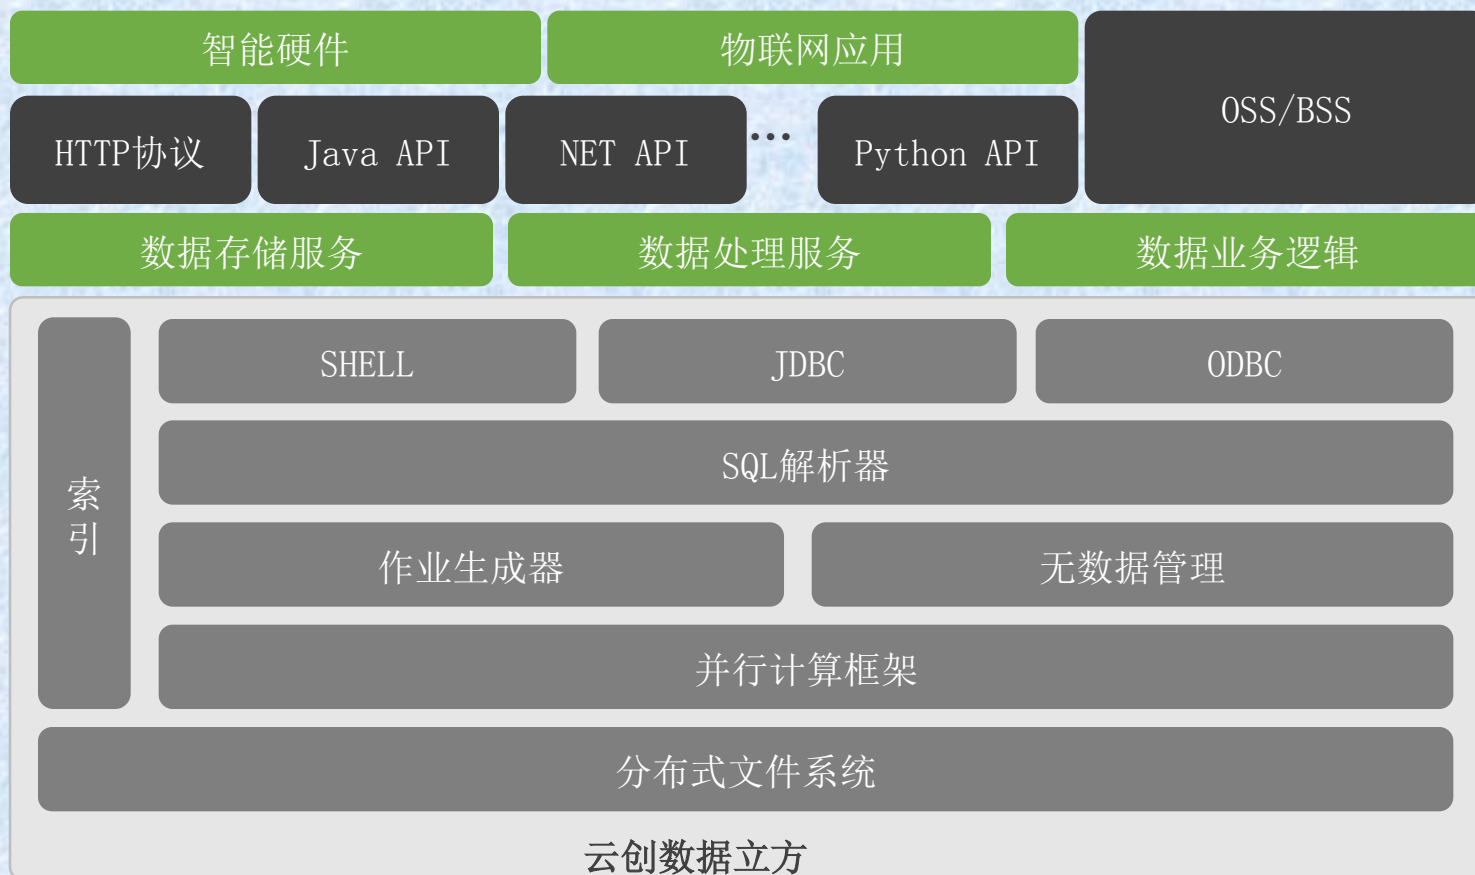 智能硬件
物联网应用
OSS/BSS
HTTP协议
Java API
NET API
...
Python API
数据存储服务
数据处理服务
数据业务逻辑
索
引
SHELL
JDBC
ODBC
SQL解析器
作业生成器
无数据管理
并行计算框架
分布式文件系统
云创数据立方